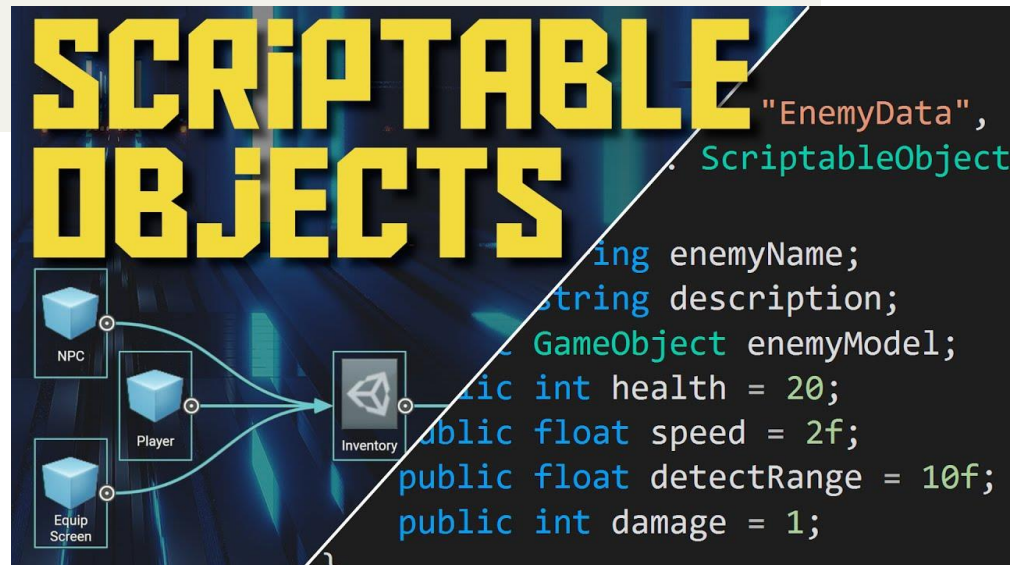 SCRiPTABLE
OBJECTS
NPC
Player
Equip
Screen
Inventory
"EnemyData",
ScriptableObject
enemyName;
string description;
GameObject enemyModel;
int health = 20;
float speed = 2f;
public float detectRange = 10f;
public int damage = 1;
}